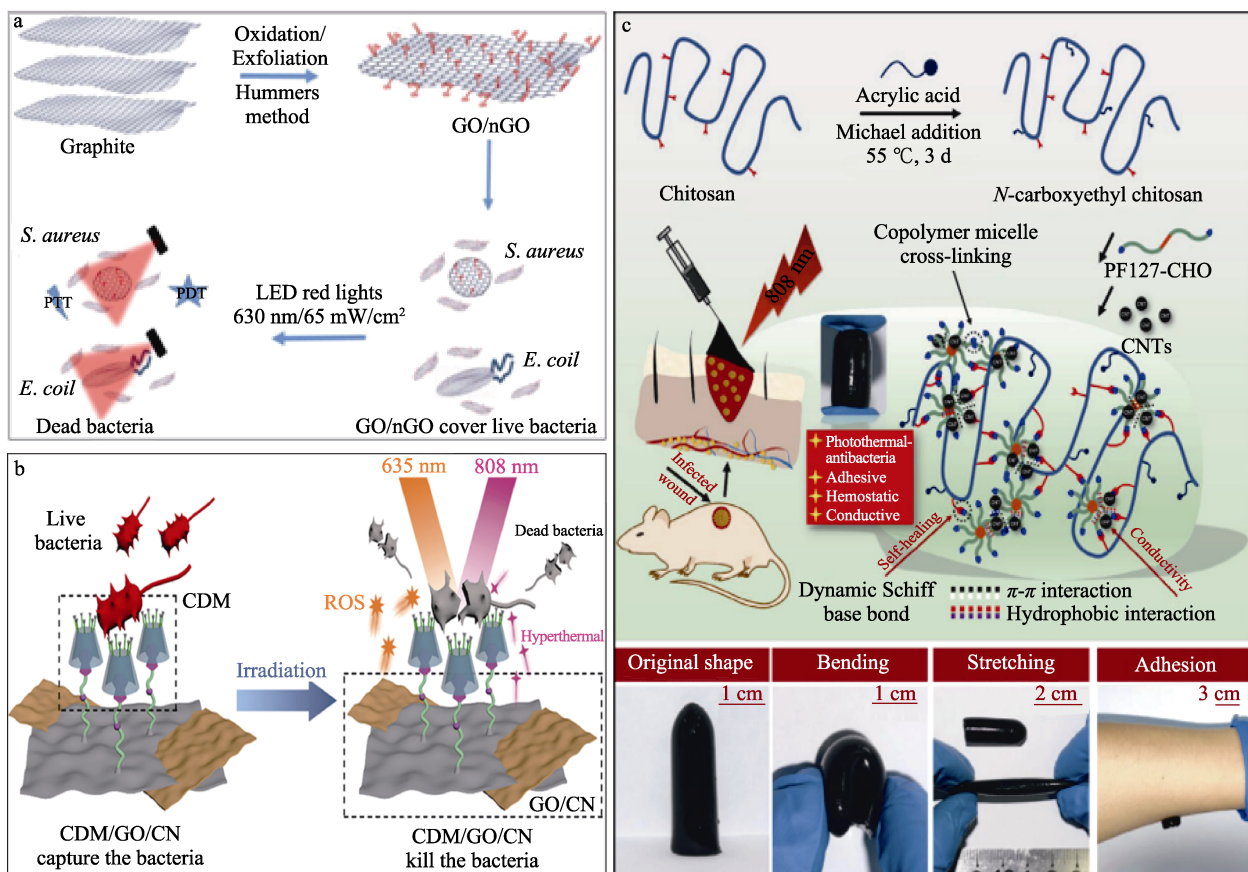 a
Oxidation/
Exfoliation
Hummers
method
Graphite
GO/nGO
S. aureus
PTT
PDT
LED red lights
630 nm/65 mW/cm²
S. aureus
E. coil
E. coil
Dead bacteria
GO/nGO cover live bacteria
b
635 nm
808 nm
Live
bacteria
Dead bacteria
CDM
ROS
Hyperthermal
Irradiation
GO/CN
CDM/GO/CN
capture the bacteria
CDM/GO/CN
kill the bacteria
c
Acrylic acid
Michael addition
55 ℃, 3 d
Chitosan
N-carboxyethyl chitosan
Copolymer micelle
cross-linking
PF127-CHO
CNTs
808 nm
Photothermal-
antibacteria
Adhesive
Hemostatic
Conductive
Infected
wound
Self-healing
Conductivity
Dynamic Schiff
base bond
π-π interaction
Hydrophobic interaction
Original shape
1 cm
Bending
1 cm
Stretching
2 cm
Adhesion
3 cm